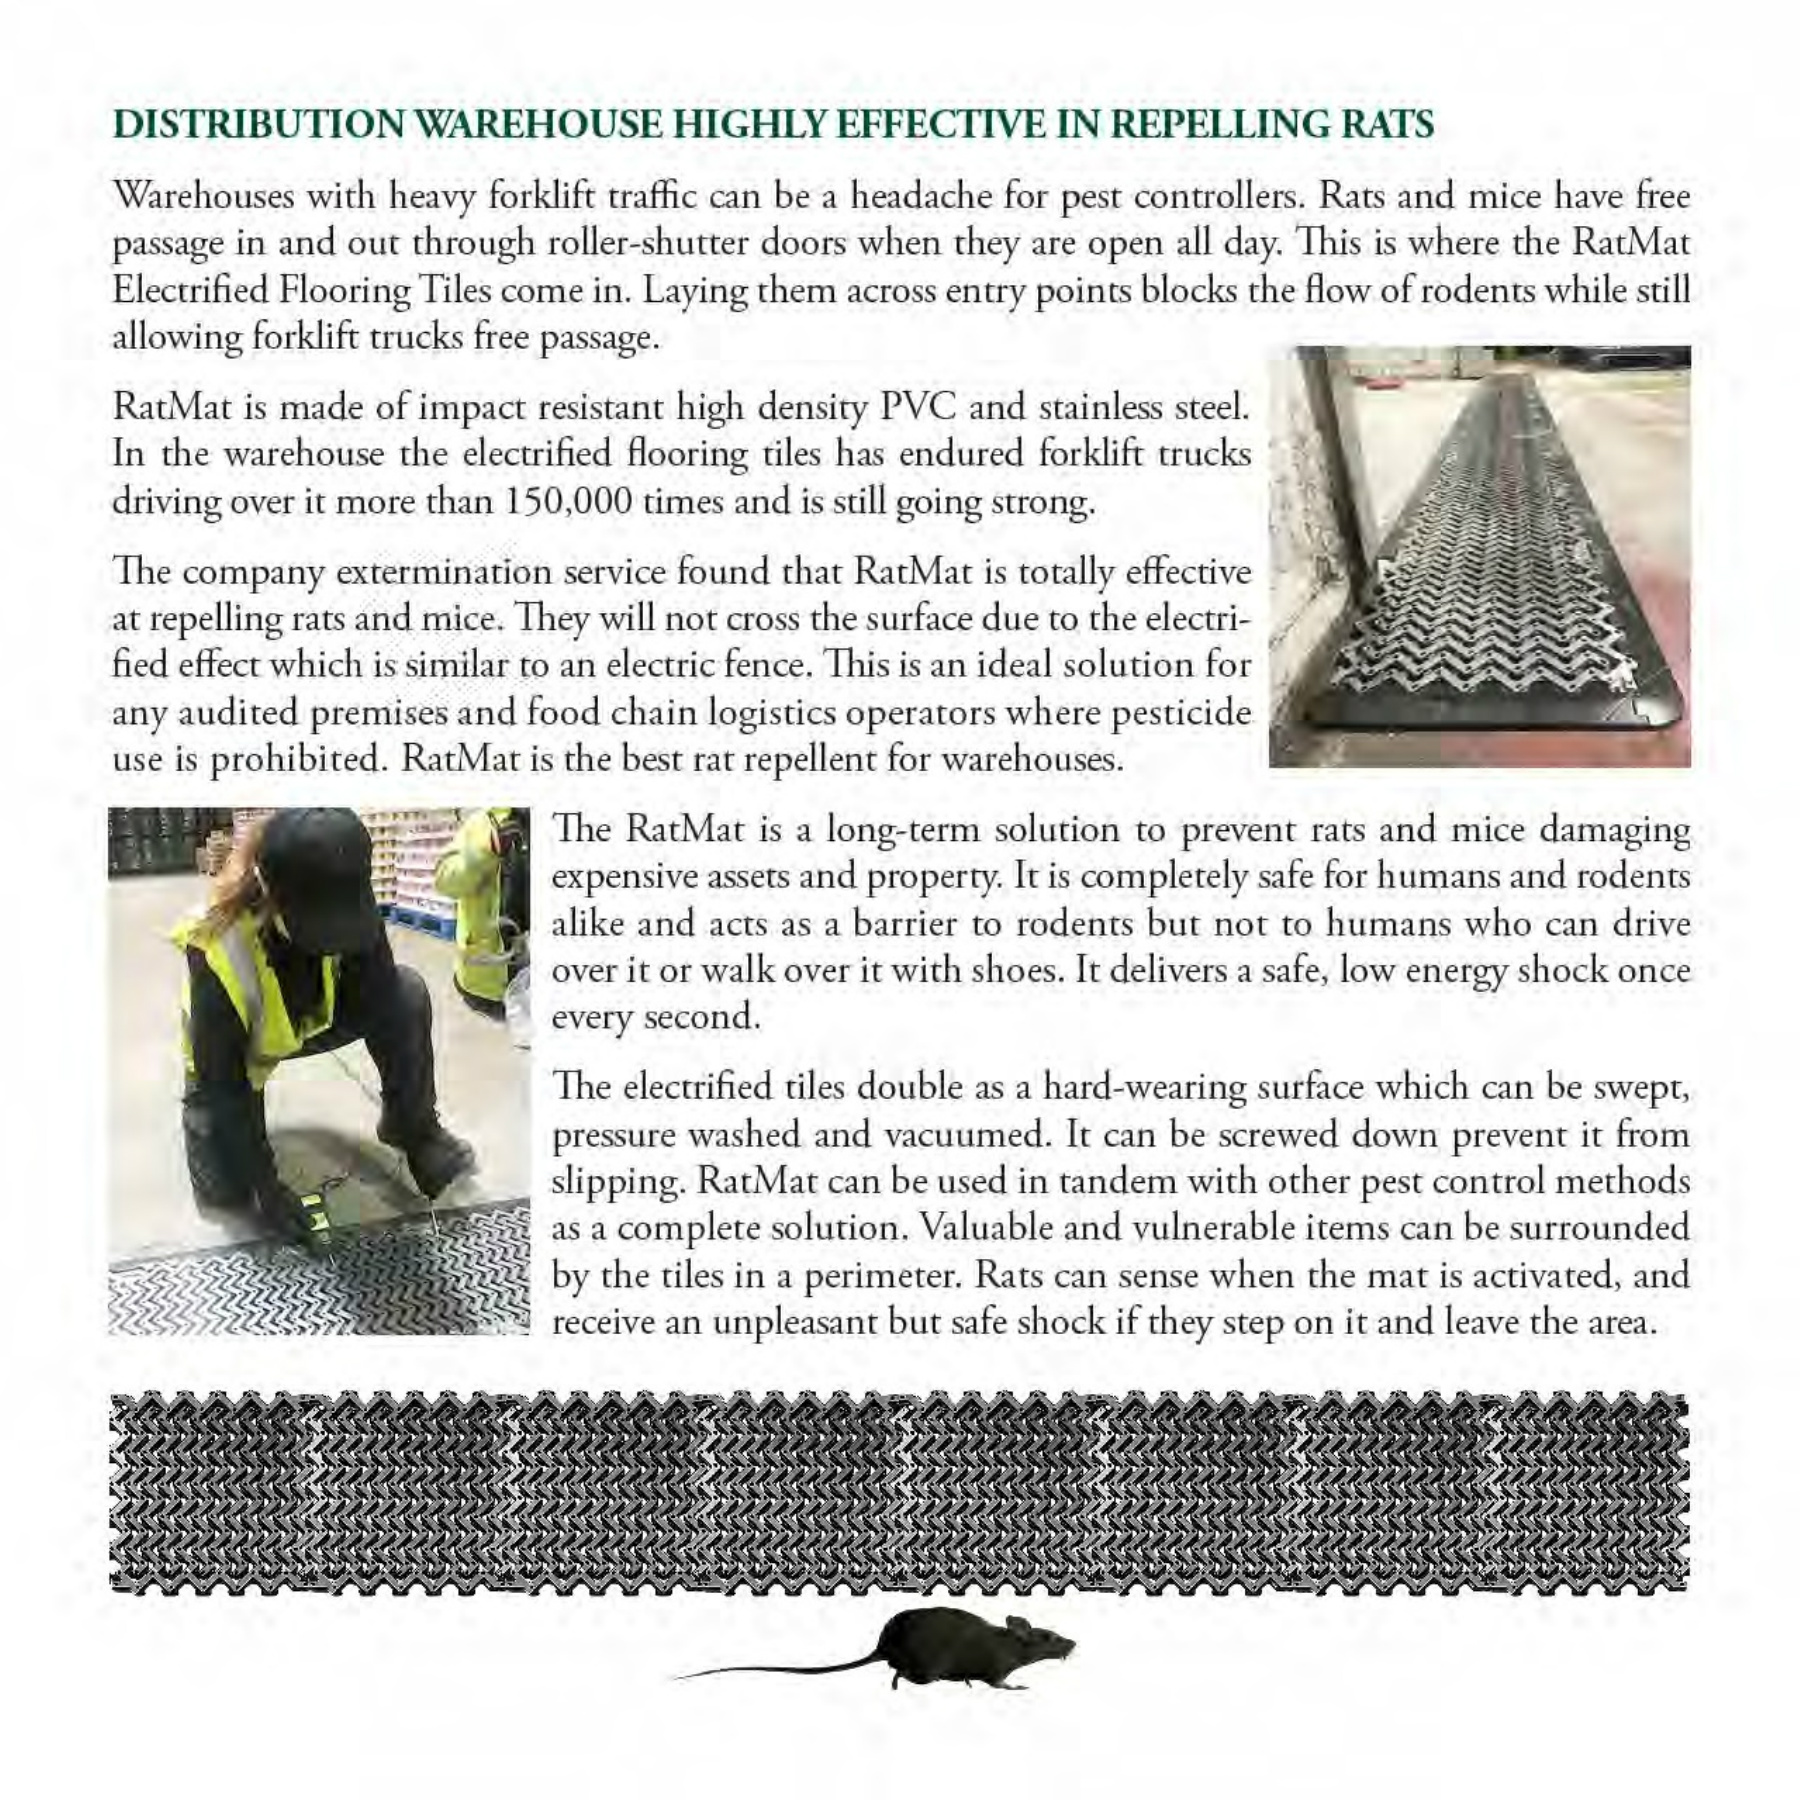 DISTRIBUTION WAREHOUSE HIGHLY EFFECTIVE IN REPELLING RATS
Warehouses with heavy forklift traffic can be a headache for pest controllers. Rats and mice have free
passage in and out through roller-shutter doors when they are open all day. This is where the RatMat
Electrified Flooring Tiles come in. Laying them across entry points blocks the flow of rodents while still
allowing forklift trucks free passage.
RatMat is made of impact resistant high density PVC and stainless steel.
In the warehouse the electrified flooring tiles has endured forklift trucks
driving over it more than 150,000 times and is still going strong.
The company extermination service found that RatMat is totally effective
at repelling rats and mice. They will not cross the surface due to the electri-
fied effect which is similar to an electric fence. This is an ideal solution for
any audited premises and food chain logistics operators where pesticide
use is prohibited. RatMat is the best rat repellent for warehouses.
The RatMat is a long-term solution to prevent rats and mice damaging
expensive assets and property. It is completely safe for humans and rodents
alike and acts as a barrier to rodents but not to humans who can drive
over it or walk over it with shoes. It delivers a safe, low energy shock once
every second.
The electrified tiles double as a hard-wearing surface which can be swept,
pressure washed and vacuumed. It can be screwed down prevent it from
slipping. RatMat can be used in tandem with other pest control methods
as a complete solution. Valuable and vulnerable items can be surrounded
by the tiles in a perimeter. Rats can sense when the mat is activated, and
receive an unpleasant but safe shock if they step on it and leave the area.